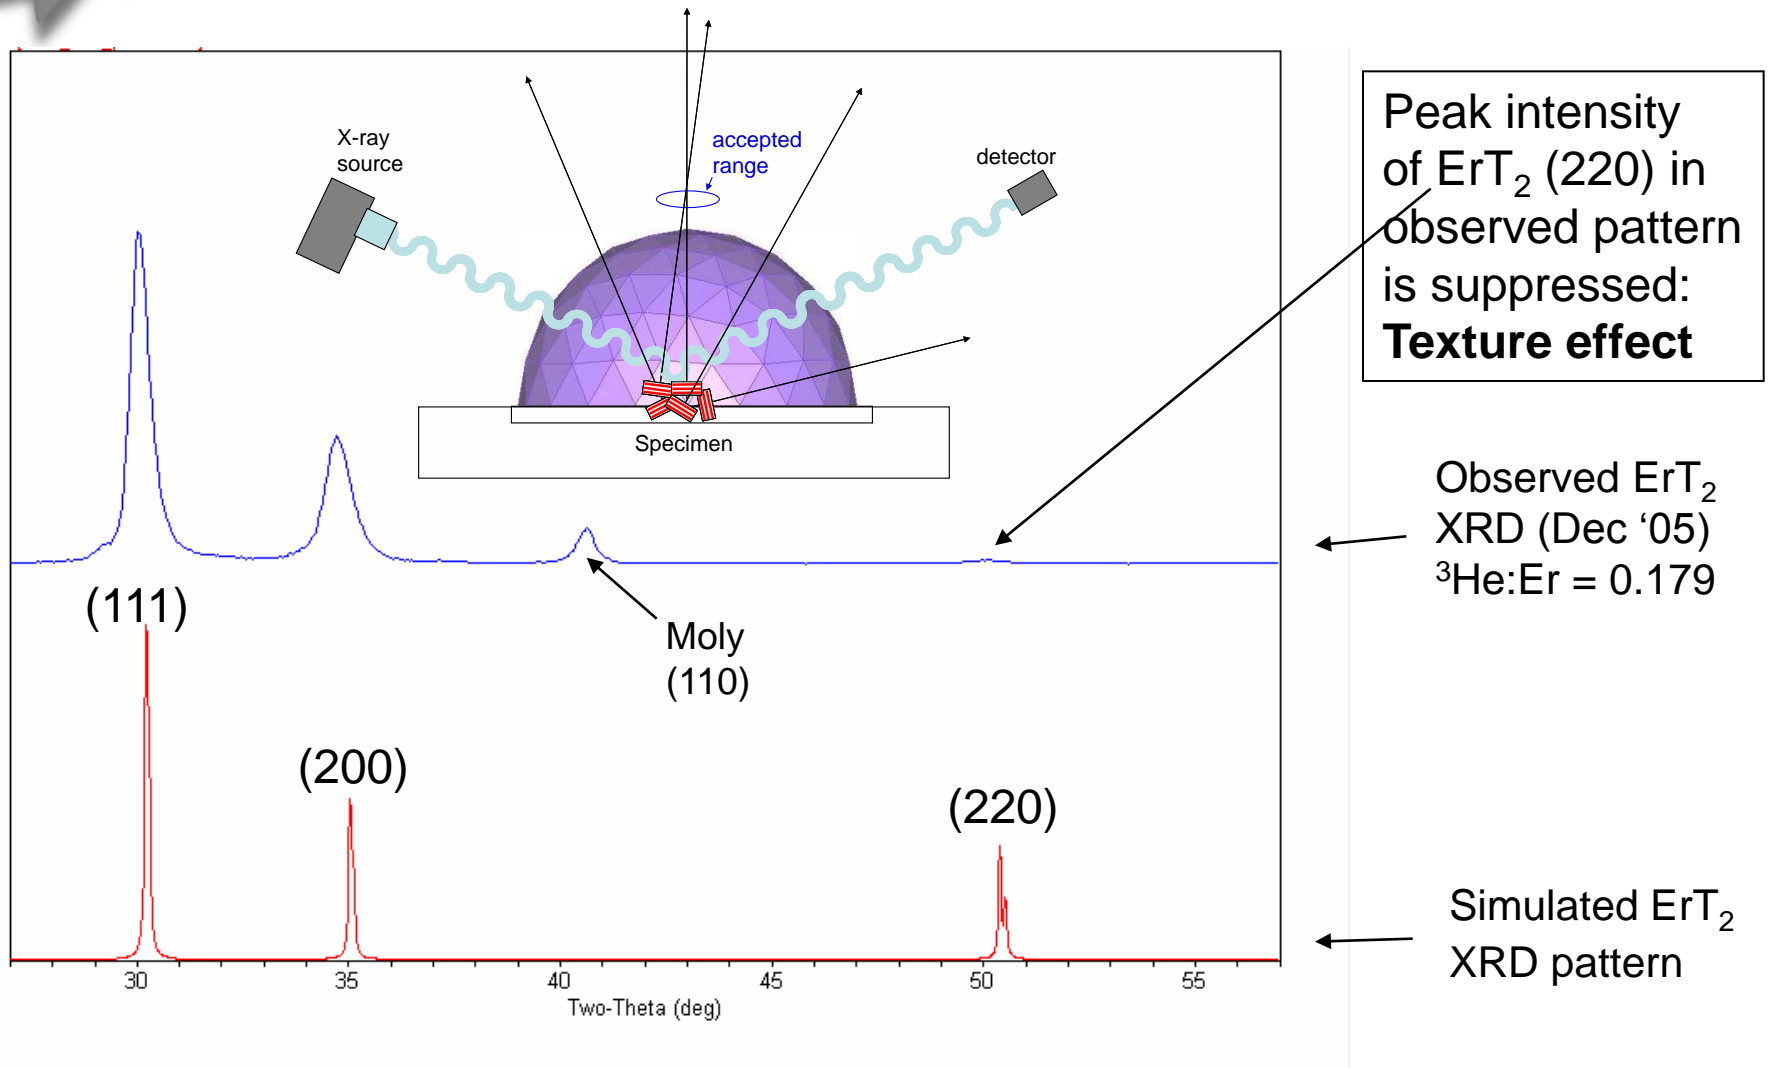 X-ray
source
accepted
range
detector
Specimen
Peak intensity
of ErT₂ (220) in
observed pattern
is suppressed:
Texture effect
Observed ErT₂
XRD (Dec ‘05)
³He:Er = 0.179
(111)
Moly
(110)
(200)
(220)
Simulated ErT₂
XRD pattern
30 35 40 45 50 55
Two-Theta (deg)